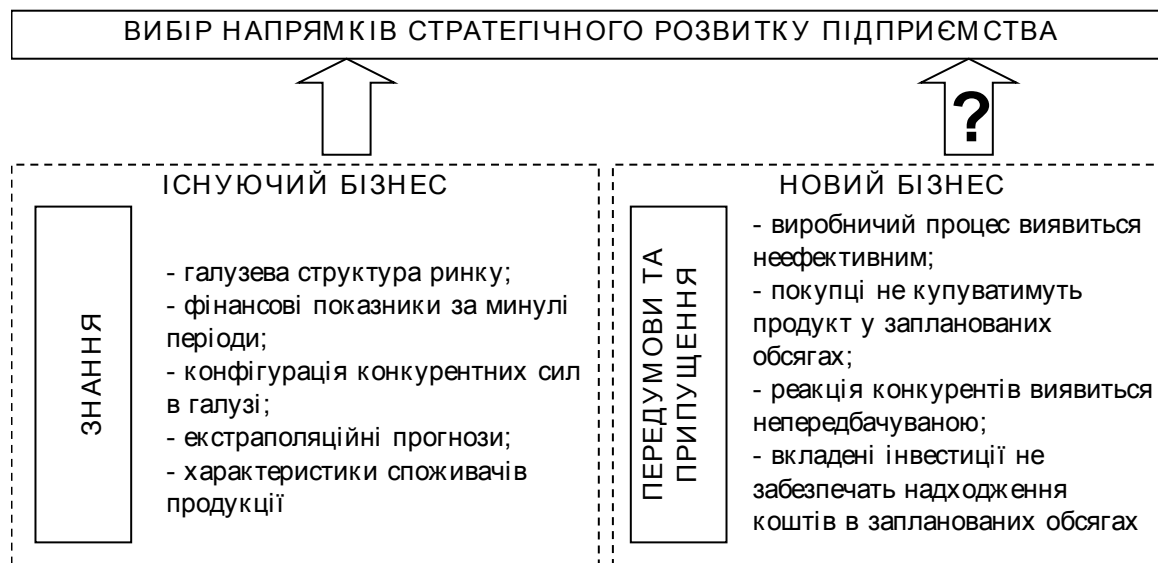 ВИБІР НАПРЯМКІВ СТРАТЕГІЧНОГО РОЗВИТКУ ПІДПРИЄМСТВА
?
ІСНУЮЧИЙ БІЗНЕС
ЗНАННЯ
- галузева структура ринку;
- фінансові показники за минулі
періоди;
- конфігурація конкурентних сил
в галузі;
- екстраполяційні прогнози;
- характеристики споживачів
продукції
НОВИЙ БІЗНЕС
ПЕРЕДУМОВИ ТА
ПРИПУЩЕННЯ
- виробничий процес виявиться
неефективним;
- покупці не купуватимуть
продукт у запланованих
обсягах;
- реакція конкурентів виявиться
непередбачуваною;
- вкладені інвестиції не
забезпечать надходження
коштів в запланованих обсягах